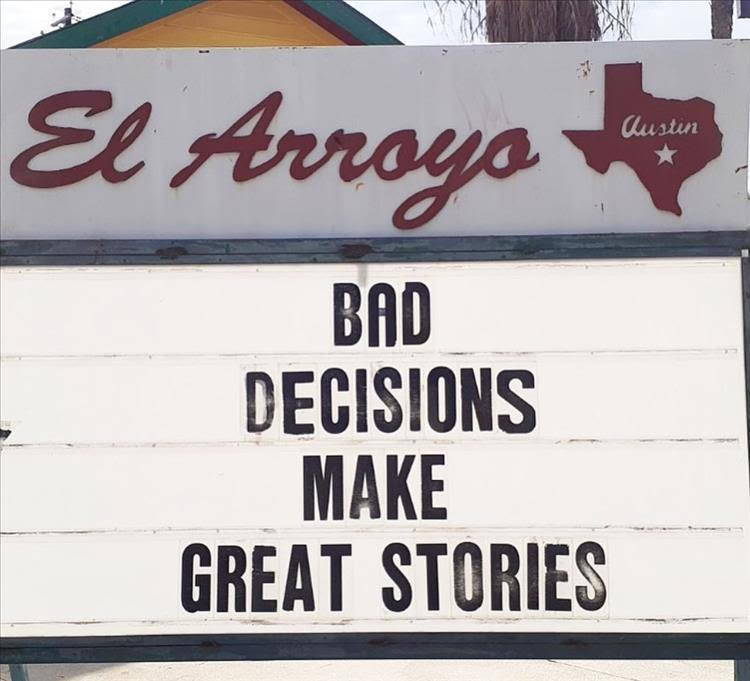 El Arroyo
Austin
BAD
DECISIONS
MAKE
GREAT STORIES